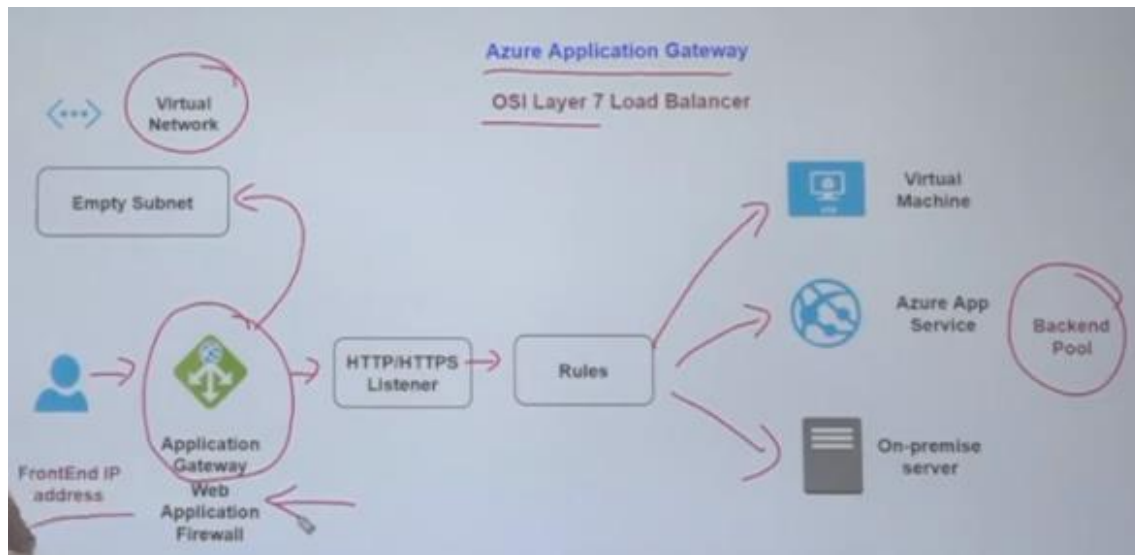 Azure Application Gateway
OSI Layer 7 Load Balancer
Virtual
Network
Empty Subnet
Virtual
Machine
Azure App
Service
Backend
Pool
HTTP/HTTPS
Listener
Rules
Application
Gateway
On-premise
server
FrontEnd IP
address
Web
Application
Firewall